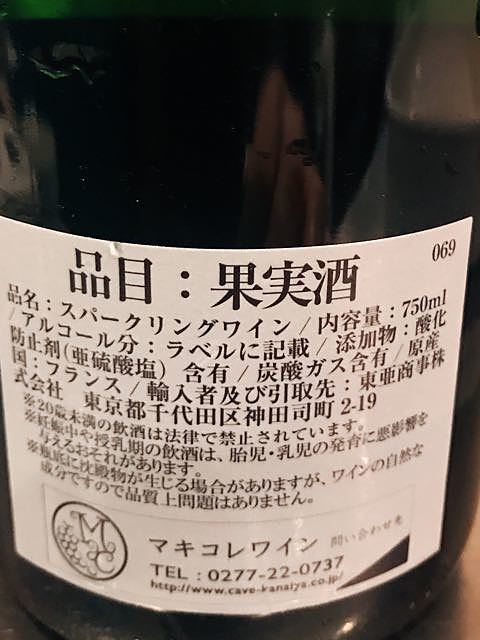 069
品目：果実酒
品名：スパークリングワイン/内容量：750ml
/アルコール分：ラベルに記載/添加物：酸化
防止剤(亜硫酸塩) 含有/炭酸ガス含有/原産
国：フランス/輸入者及び引取先：東亜商事株
式会社 東京都千代田区神田司町 2-19
※20歳未満の飲酒は法律で禁止されています。
※妊娠中や授乳期の飲酒は、胎児・乳児の発育に悪影響を
与えるおそれがあります。
※瓶底に沈殿物が生じる場合がありますが、ワインの自然な
成分ですので品質上問題はありません。
マキコレワイン 問い合わせ先
TEL：0277-22-0737
http://www.cave-kanaiya.co.jp/